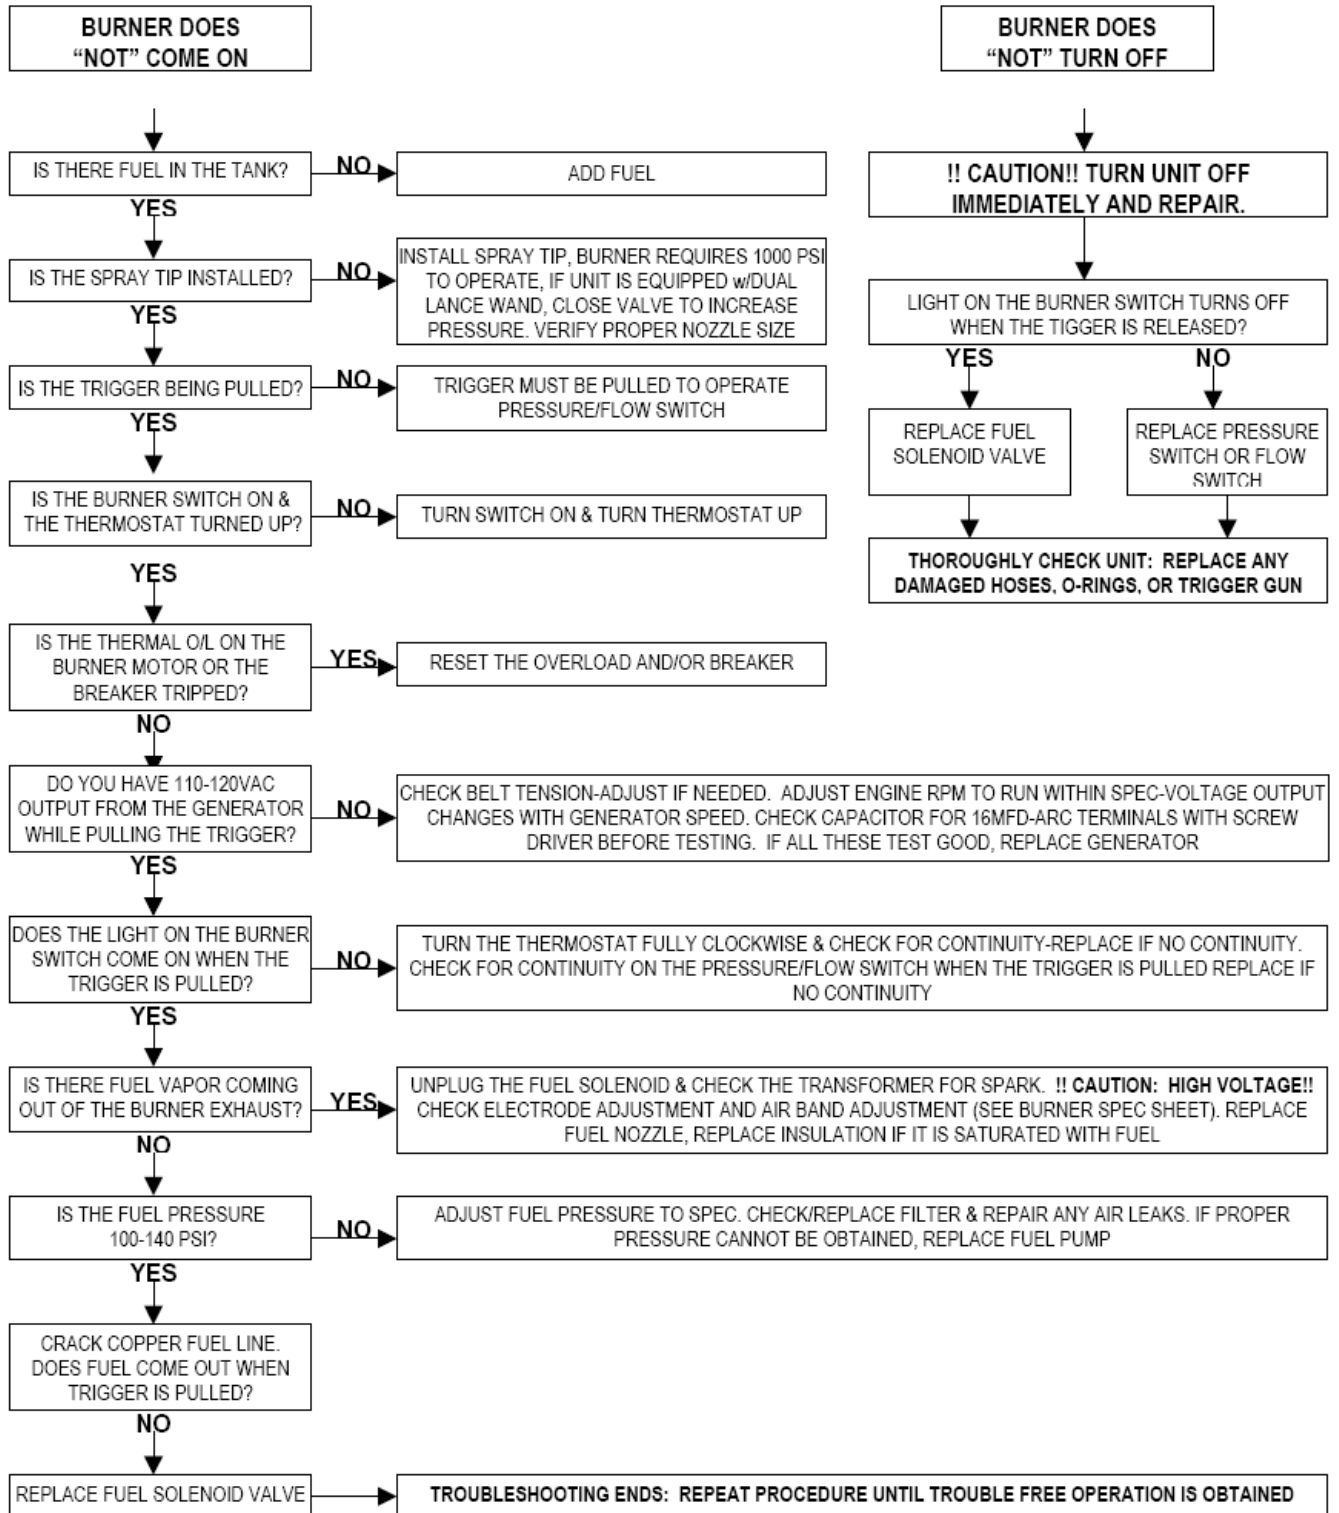 BURNER DOES
“NOT” COME ON
IS THERE FUEL IN THE TANK?
NO
ADD FUEL
YES
IS THE SPRAY TIP INSTALLED?
NO
INSTALL SPRAY TIP, BURNER REQUIRES 1000 PSI
TO OPERATE, IF UNIT IS EQUIPPED w/DUAL
LANCE WAND, CLOSE VALVE TO INCREASE
PRESSURE. VERIFY PROPER NOZZLE SIZE
YES
IS THE TRIGGER BEING PULLED?
NO
TRIGGER MUST BE PULLED TO OPERATE
PRESSURE/FLOW SWITCH
YES
IS THE BURNER SWITCH ON &
THE THERMOSTAT TURNED UP?
NO
TURN SWITCH ON & TURN THERMOSTAT UP
YES
IS THE THERMAL O/L ON THE
BURNER MOTOR OR THE
BREAKER TRIPPED?
YES
RESET THE OVERLOAD AND/OR BREAKER
NO
DO YOU HAVE 110-120VAC
OUTPUT FROM THE GENERATOR
WHILE PULLING THE TRIGGER?
NO
CHECK BELT TENSION-ADJUST IF NEEDED. ADJUST ENGINE RPM TO RUN WITHIN SPEC-VOLTAGE OUTPUT
CHANGES WITH GENERATOR SPEED. CHECK CAPACITOR FOR 16MFD-ARC TERMINALS WITH SCREW
DRIVER BEFORE TESTING. IF ALL THESE TEST GOOD, REPLACE GENERATOR
YES
DOES THE LIGHT ON THE BURNER
SWITCH COME ON WHEN THE
TRIGGER IS PULLED?
NO
TURN THE THERMOSTAT FULLY CLOCKWISE & CHECK FOR CONTINUITY-REPLACE IF NO CONTINUITY.
CHECK FOR CONTINUITY ON THE PRESSURE/FLOW SWITCH WHEN THE TRIGGER IS PULLED REPLACE IF
NO CONTINUITY
YES
IS THERE FUEL VAPOR COMING
OUT OF THE BURNER EXHAUST?
YES
UNPLUG THE FUEL SOLENOID & CHECK THE TRANSFORMER FOR SPARK. !! CAUTION: HIGH VOLTAGE!!
CHECK ELECTRODE ADJUSTMENT AND AIR BAND ADJUSTMENT (SEE BURNER SPEC SHEET). REPLACE
FUEL NOZZLE, REPLACE INSULATION IF IT IS SATURATED WITH FUEL
NO
IS THE FUEL PRESSURE
100-140 PSI?
NO
ADJUST FUEL PRESSURE TO SPEC. CHECK/REPLACE FILTER & REPAIR ANY AIR LEAKS. IF PROPER
PRESSURE CANNOT BE OBTAINED, REPLACE FUEL PUMP
YES
CRACK COPPER FUEL LINE.
DOES FUEL COME OUT WHEN
TRIGGER IS PULLED?
NO
REPLACE FUEL SOLENOID VALVE
TROUBLESHOOTING ENDS: REPEAT PROCEDURE UNTIL TROUBLE FREE OPERATION IS OBTAINED
BURNER DOES
“NOT” TURN OFF
!! CAUTION!! TURN UNIT OFF
IMMEDIATELY AND REPAIR.
LIGHT ON THE BURNER SWITCH TURNS OFF
WHEN THE TIGGER IS RELEASED?
YES
NO
REPLACE FUEL
SOLENOID VALVE
REPLACE PRESSURE
SWITCH OR FLOW
SWITCH
THOROUGHLY CHECK UNIT: REPLACE ANY
DAMAGED HOSES, O-RINGS, OR TRIGGER GUN